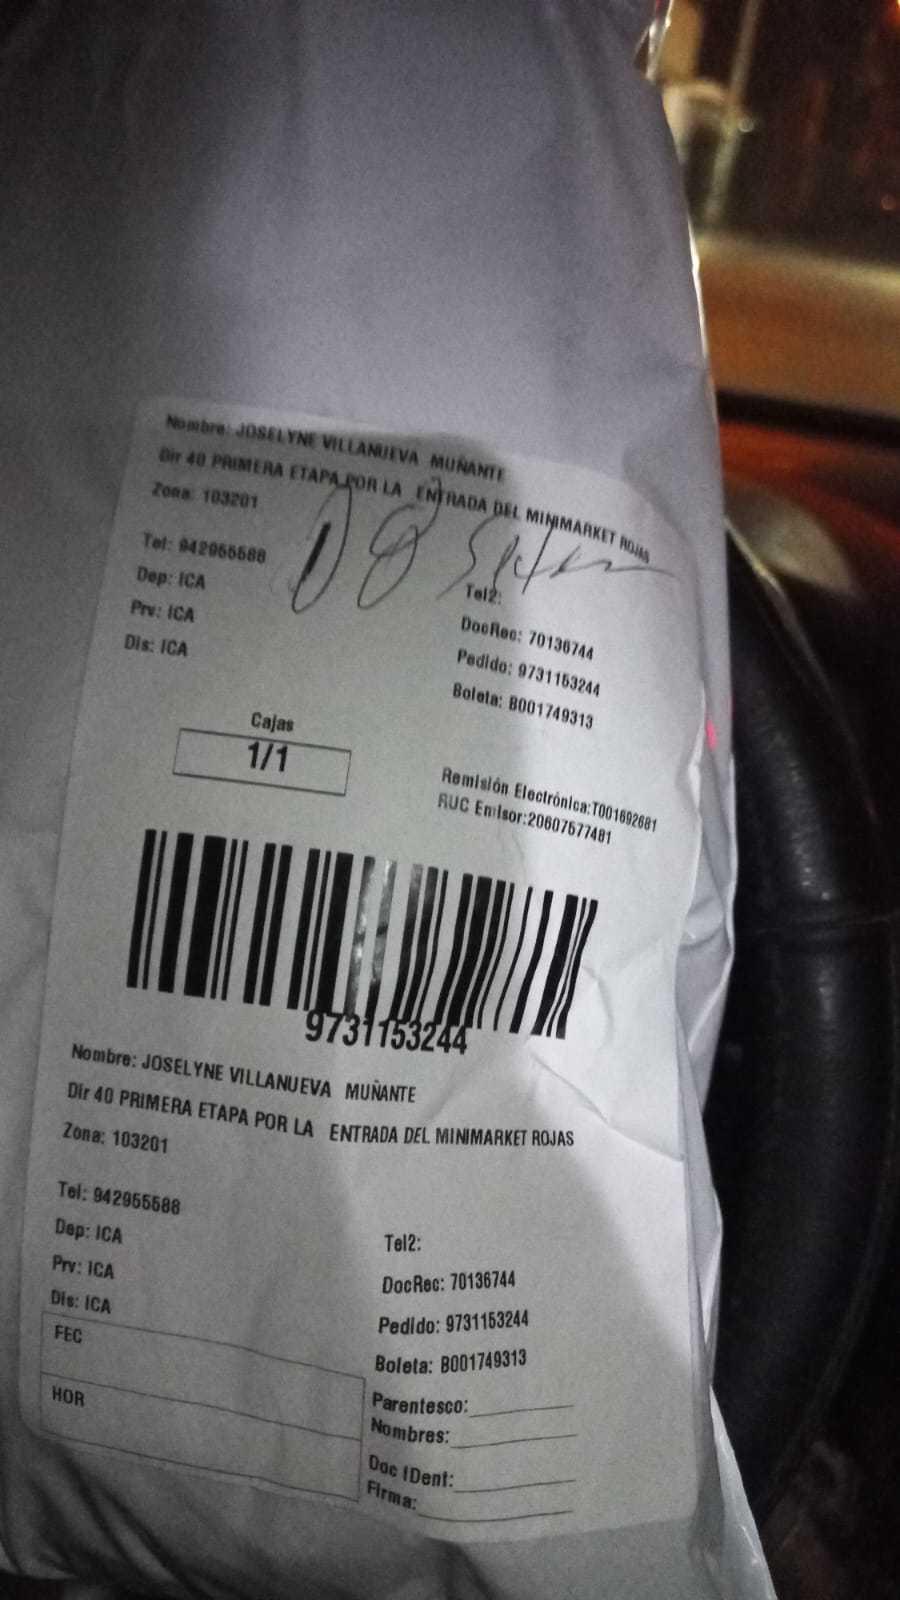 Nombre: JOSELYNE VILLANUEVA MUÑANTE
Dir 40 PRIMERA ETAPA POR LA ENTRADA DEL MINIMARKET ROJAS
Zona: 103201
Tel: 942955588
Dep: ICA
Prv: ICA
Dis: ICA
Tel2:
DocRec: 70136744
Pedido: 9731153244
Boleta: B001749313
Cajas
1/1
Remisión Electrónica:T001692681
RUC Emisor:20607577481
9731153244
Nombre: JOSELYNE VILLANUEVA MUÑANTE
Dir 40 PRIMERA ETAPA POR LA ENTRADA DEL MINIMARKET ROJAS
Zona: 103201
Tel: 942955588
Dep: ICA
Prv: ICA
Dis: ICA
Tel2:
DocRec: 70136744
Pedido: 9731153244
Boleta: B001749313
FEC
HOR
Parentesco:
Nombres:
Doc IDent:
Firma: